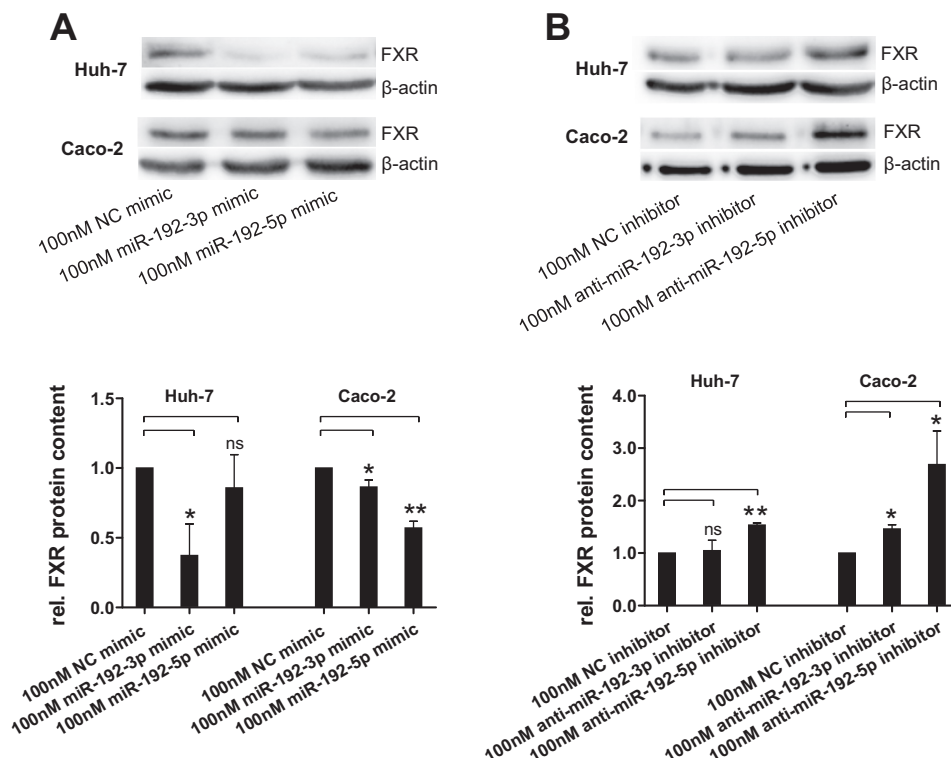 A
Huh-7
FXR
β-actin
Caco-2
FXR
β-actin
100nM NC mimic
100nM miR-192-3p mimic
100nM miR-192-5p mimic
B
Huh-7
FXR
β-actin
Caco-2
FXR
β-actin
100nM NC inhibitor
100nM anti-miR-192-3p inhibitor
100nM anti-miR-192-5p inhibitor
rel. FXR protein content
1.5
1.0
0.5
0.0
Huh-7
Caco-2
*
ns
*
**
100nM NC mimic
100nM miR-192-3p mimic
100nM miR-192-5p mimic
100nM NC mimic
100nM miR-192-3p mimic
100nM miR-192-5p mimic
rel. FXR protein content
4.0
3.0
2.0
1.0
0.0
Huh-7
Caco-2
ns
**
*
*
100nM NC inhibitor
100nM anti-miR-192-3p inhibitor
100nM anti-miR-192-5p inhibitor
100nM NC inhibitor
100nM anti-miR-192-3p inhibitor
100nM anti-miR-192-5p inhibitor